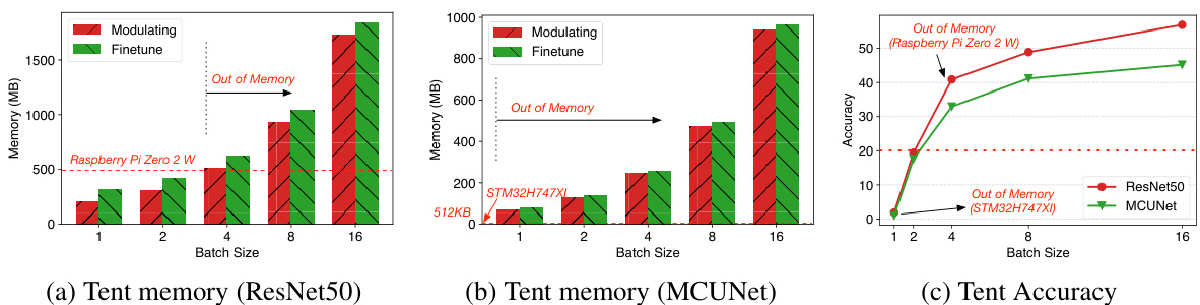 Modulating
Finetune
Out of Memory
Raspberry Pi Zero 2 W
Memory (MB)
1500
1000
500
0
1 2 4 8 16
Batch Size
(a) Tent memory (ResNet50)
Modulating
Finetune
Out of Memory
STM32H747XI
512KB
Memory (MB)
1000
800
600
400
200
0
1 2 4 8 16
Batch Size
(b) Tent memory (MCUNet)
Out of Memory
(Raspberry Pi Zero 2 W)
Out of Memory
(STM32H747XI)
ResNet50
MCUNet
Accuracy
60
50
40
30
20
10
0
1 2 4 8 16
Batch Size
(c) Tent Accuracy